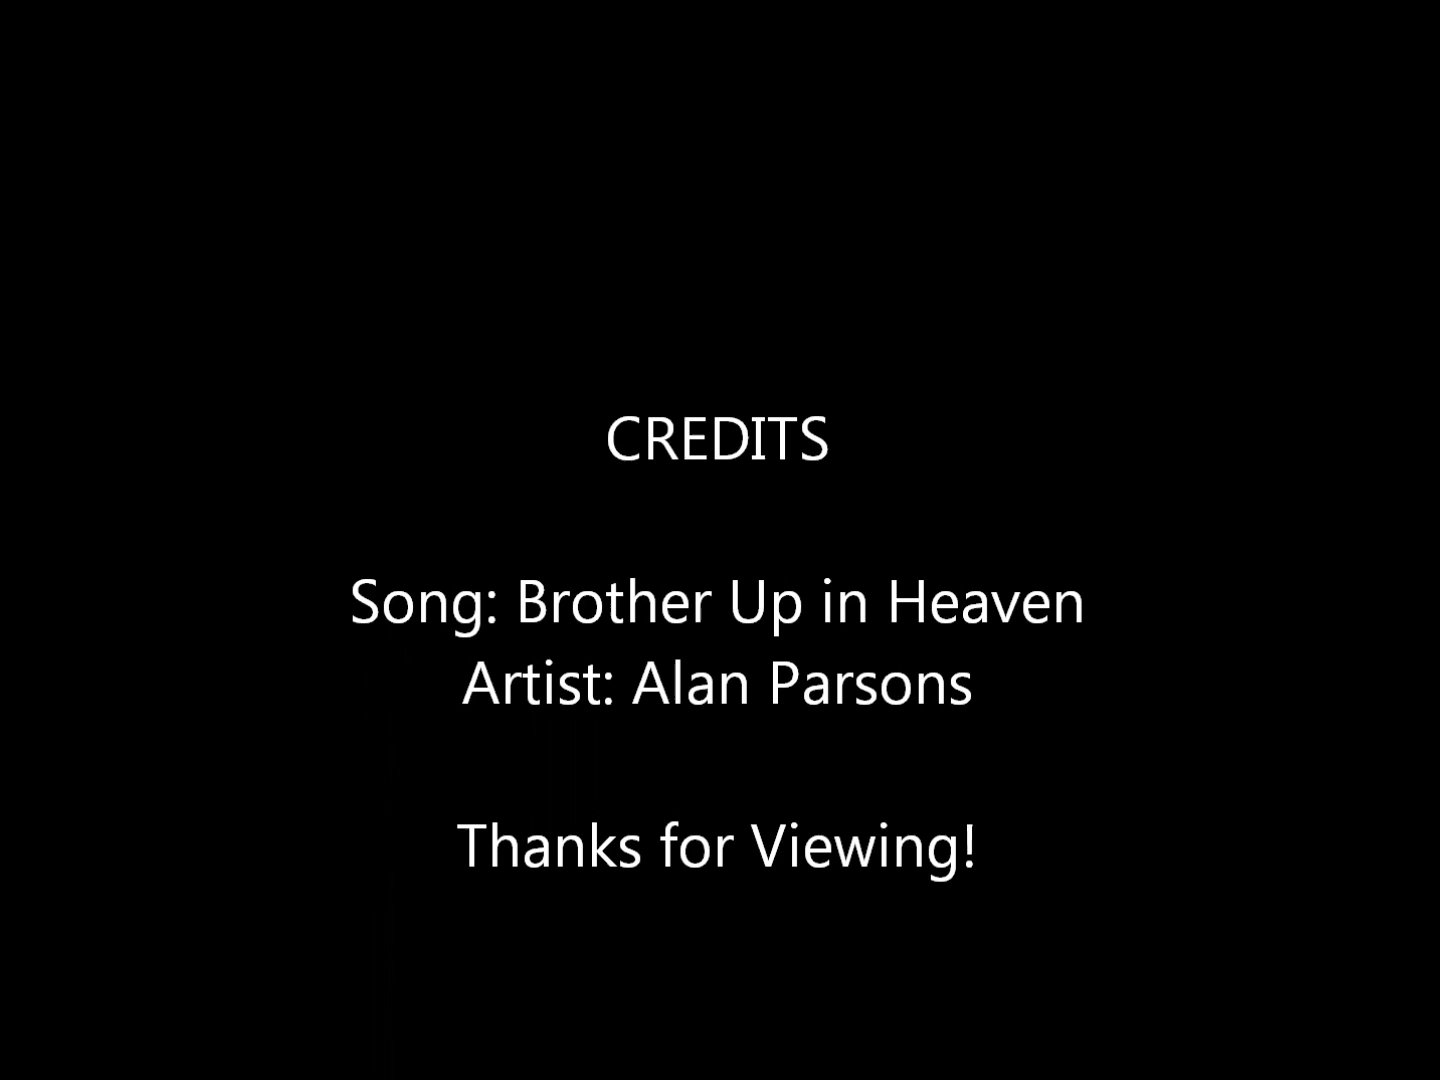 CREDITS
Song: Brother Up in Heaven
Artist: Alan Parsons
Thanks for Viewing!